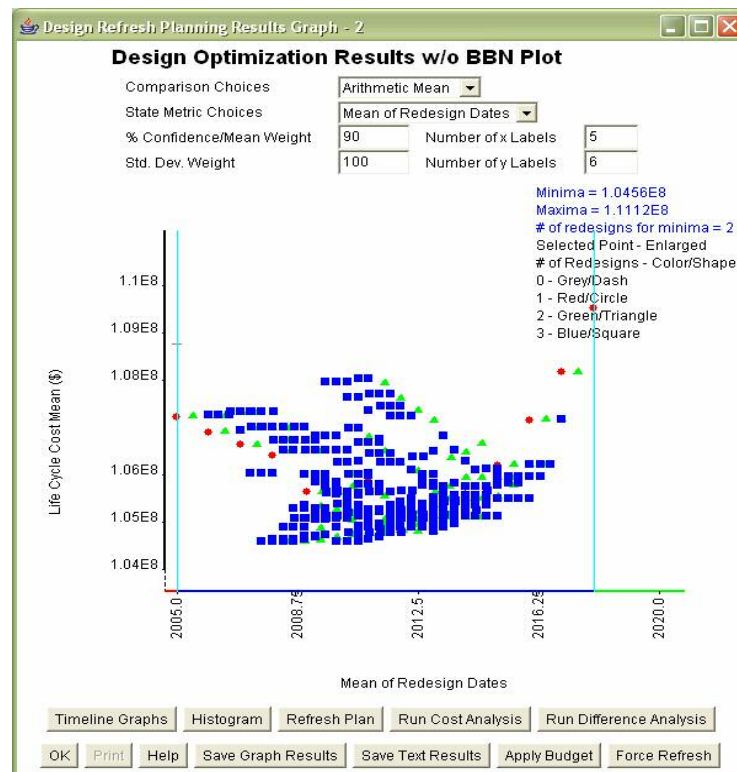 Design Refresh Planning Results Graph - 2
Design Optimization Results w/o BBN Plot
Comparison Choices Arithmetic Mean
State Metric Choices Mean of Redesign Dates
% Confidence/Mean Weight 90 Number of x Labels 5
Std. Dev. Weight 100 Number of y Labels 6
Minima = 1.0456E8
Maxima = 1.1112E8
# of redesigns for minima = 2
Selected Point - Enlarged
# of Redesigns - Color/Shape
0 - Grey/Dash
1 - Red/Circle
2 - Green/Triangle
3 - Blue/Square
Life Cycle Cost Mean ($)
1.1E8
1.09E8
1.08E8
1.06E8
1.05E8
1.04E8
2005.0 2008.75 2012.5 2016.25 2020.0
Mean of Redesign Dates
Timeline Graphs Histogram Refresh Plan Run Cost Analysis Run Difference Analysis
OK Print Help Save Graph Results Save Text Results Apply Budget Force Refresh